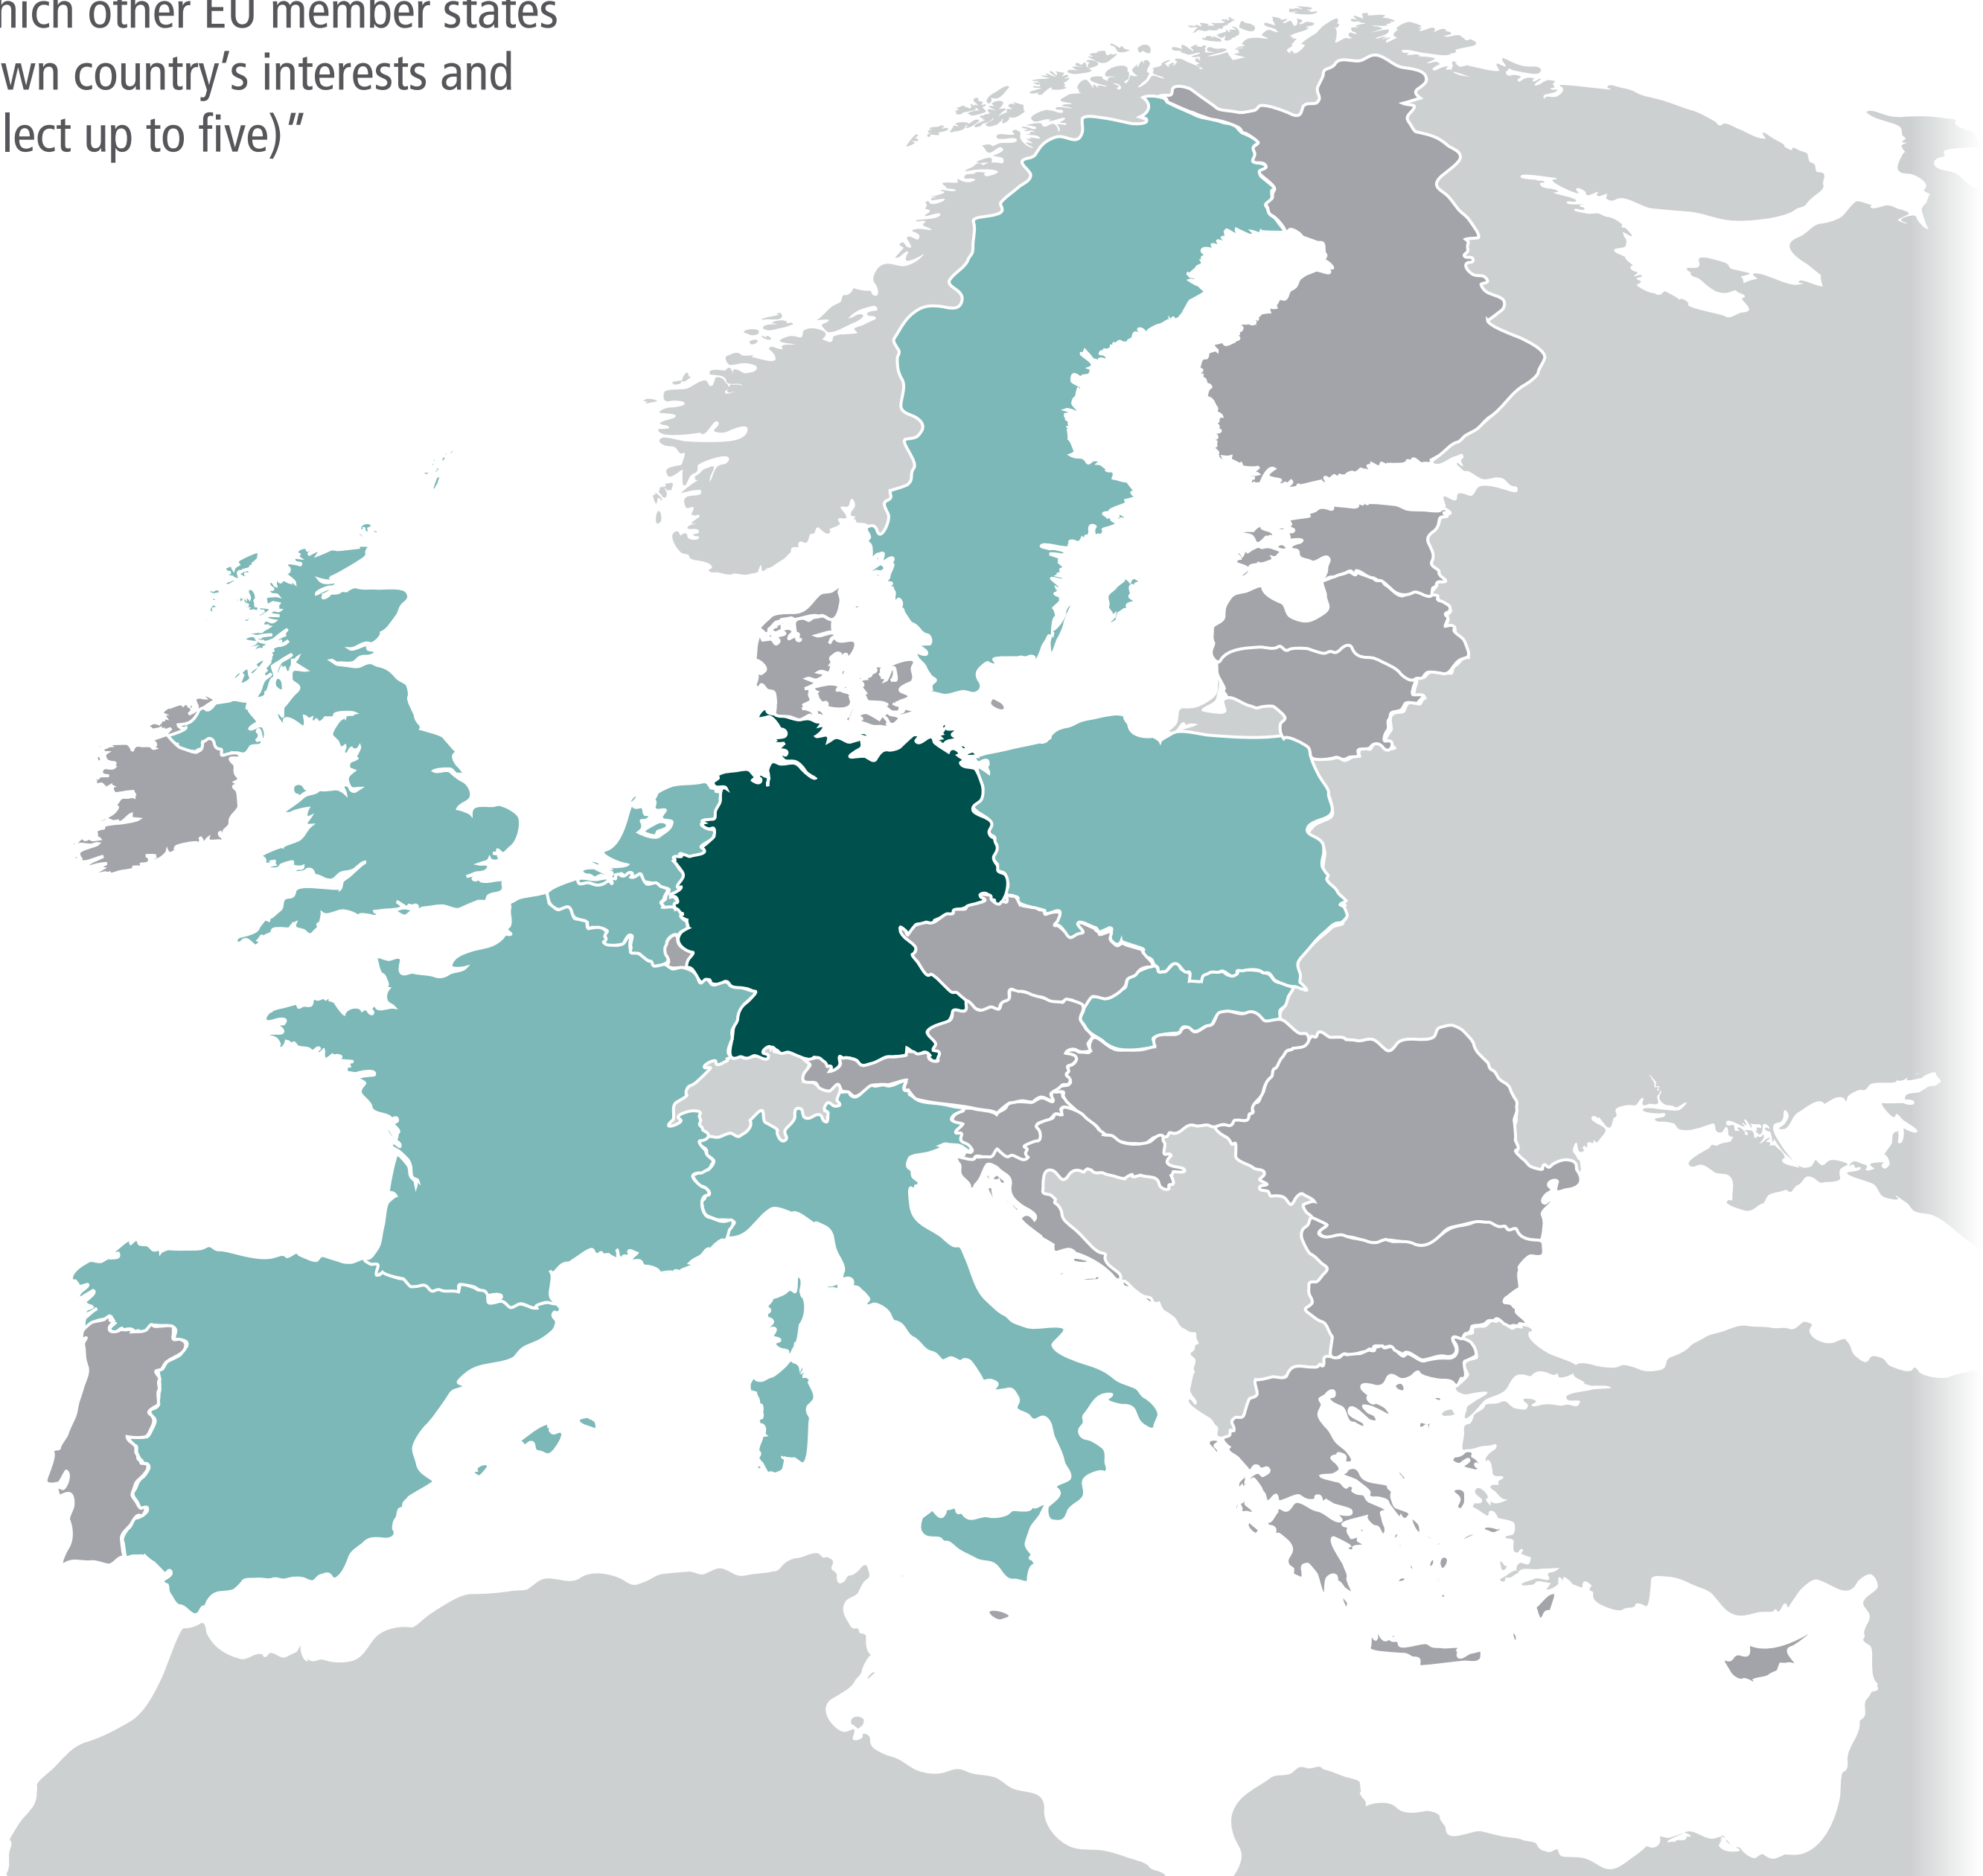 hich other EU member states
wn country's interests and
lect up to five)”